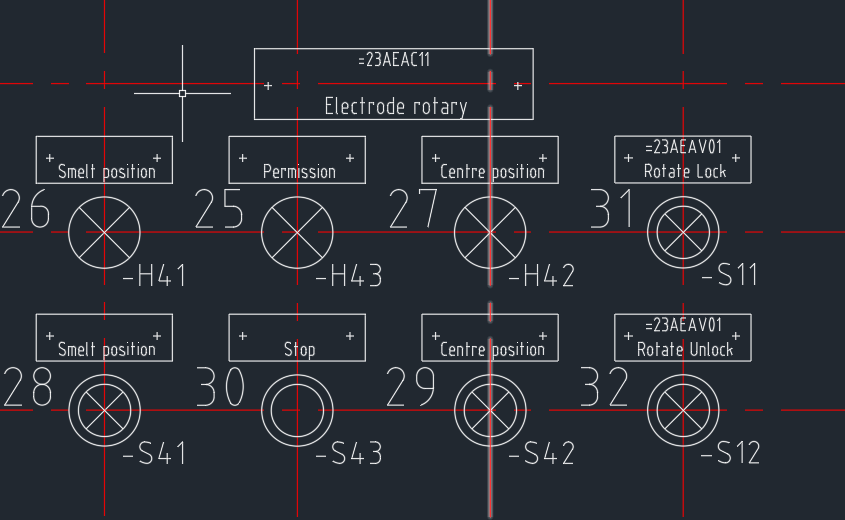 =23AEAC11
Electrode rotary
Smelt position
Permission
Centre position
=23AEAV01
Rotate Lock
26
25
27
31
-H41
-H43
-H42
-S11
Smelt position
Stop
Centre position
=23AEAV01
Rotate Unlock
28
30
29
32
-S41
-S43
-S42
-S12